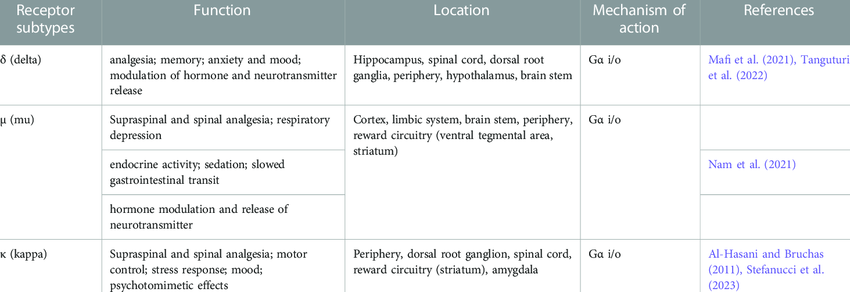 Receptor subtypes
Function
Location
Mechanism of action
References
δ (delta)
analgesia; memory; anxiety and mood;
modulation of hormone and neurotransmitter
release
Hippocampus, spinal cord, dorsal root
ganglia, periphery, hypothalamus, brain stem
Gα i/o
Mafi et al. (2021), Tanguturi
et al. (2022)
μ (mu)
Supraspinal and spinal analgesia; respiratory
depression
Cortex, limbic system, brain stem, periphery,
reward circuitry (ventral tegmental area,
striatum)
Gα i/o
endocrine activity; sedation; slowed
gastrointestinal transit
Nam et al. (2021)
hormone modulation and release of
neurotransmitter
κ (kappa)
Supraspinal and spinal analgesia; motor
control; stress response; mood;
psychotomimetic effects
Periphery, dorsal root ganglion, spinal cord,
reward circuitry (striatum), amygdala
Gα i/o
Al-Hasani and Bruchas
(2011), Stefanucci et al.
(2023)